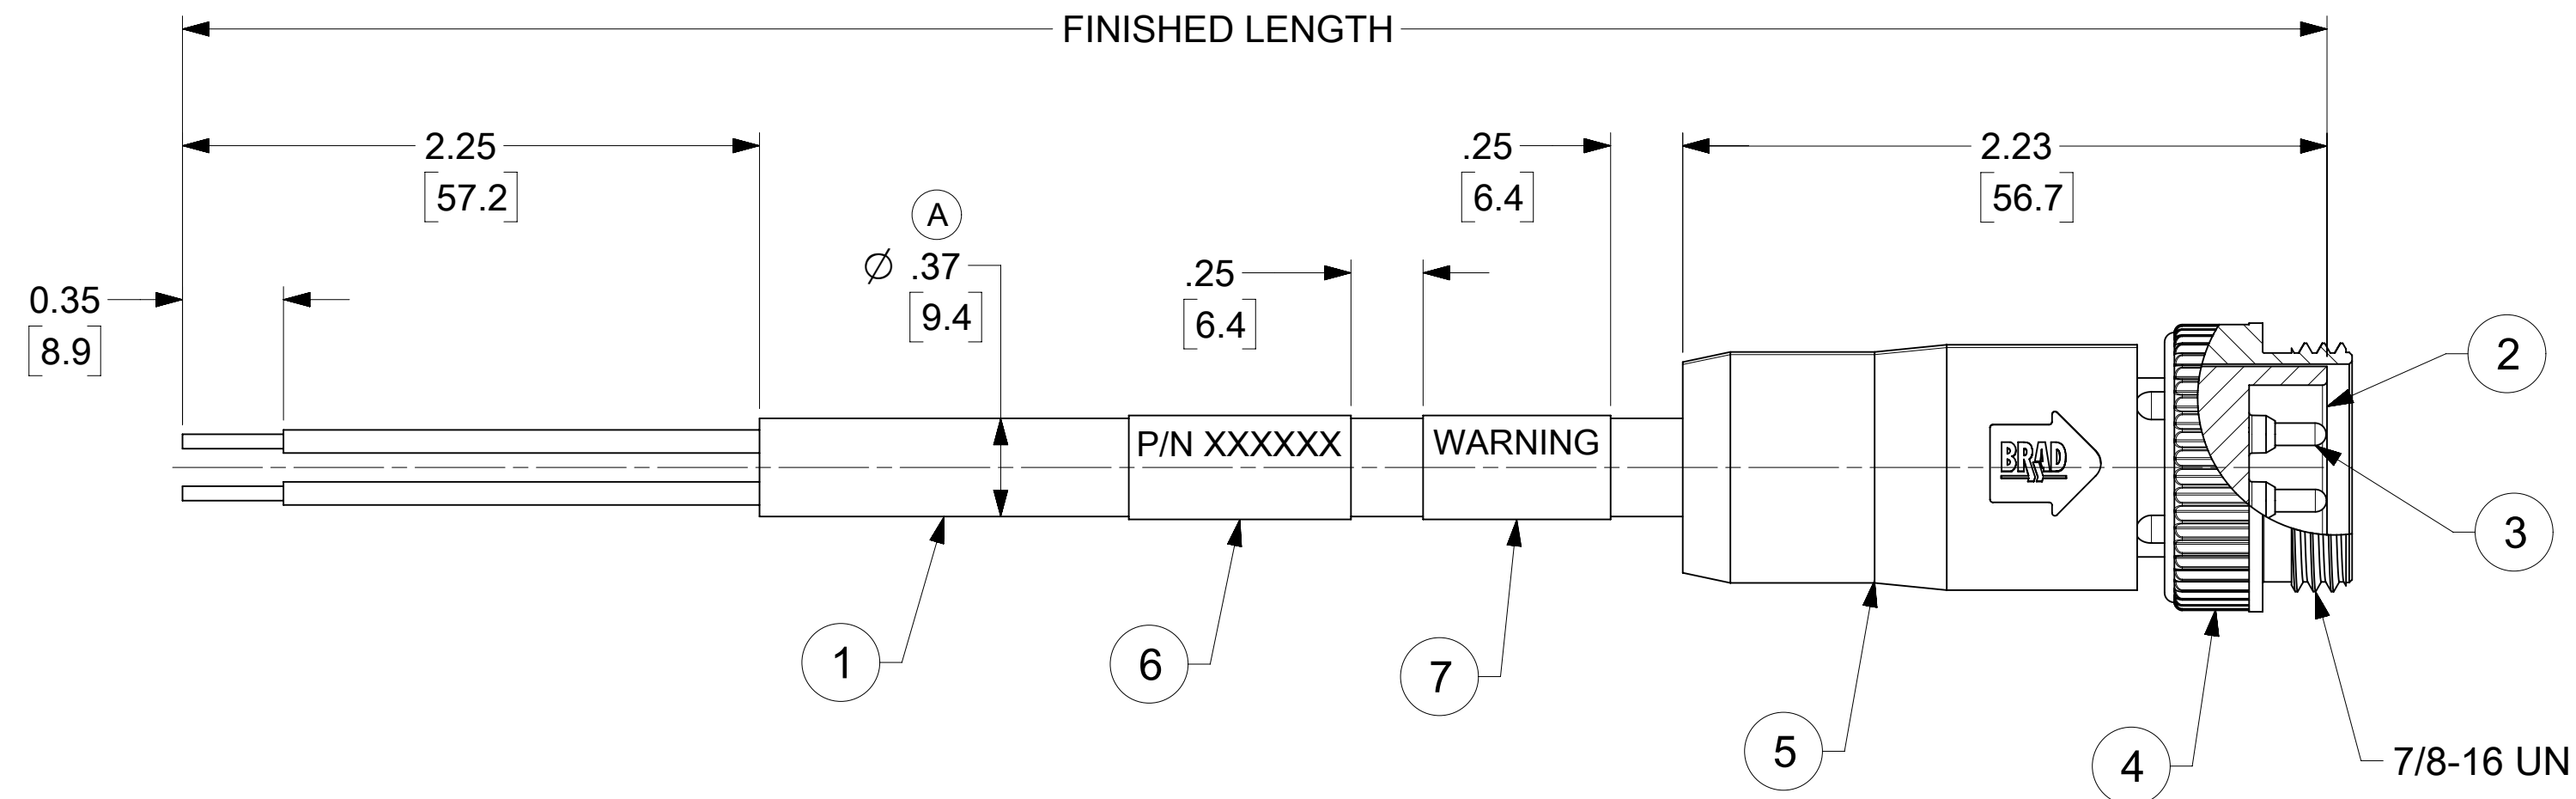 FINISHED LENGTH
2.25
[57.2]
.25
[6.4]
2.23
[56.7]
A
Ø .37
[9.4]
.25
[6.4]
0.35
[8.9]
2
P/N XXXXXX
WARNING
BRAD
3
1
6
7
5
4
7/8-16 UN